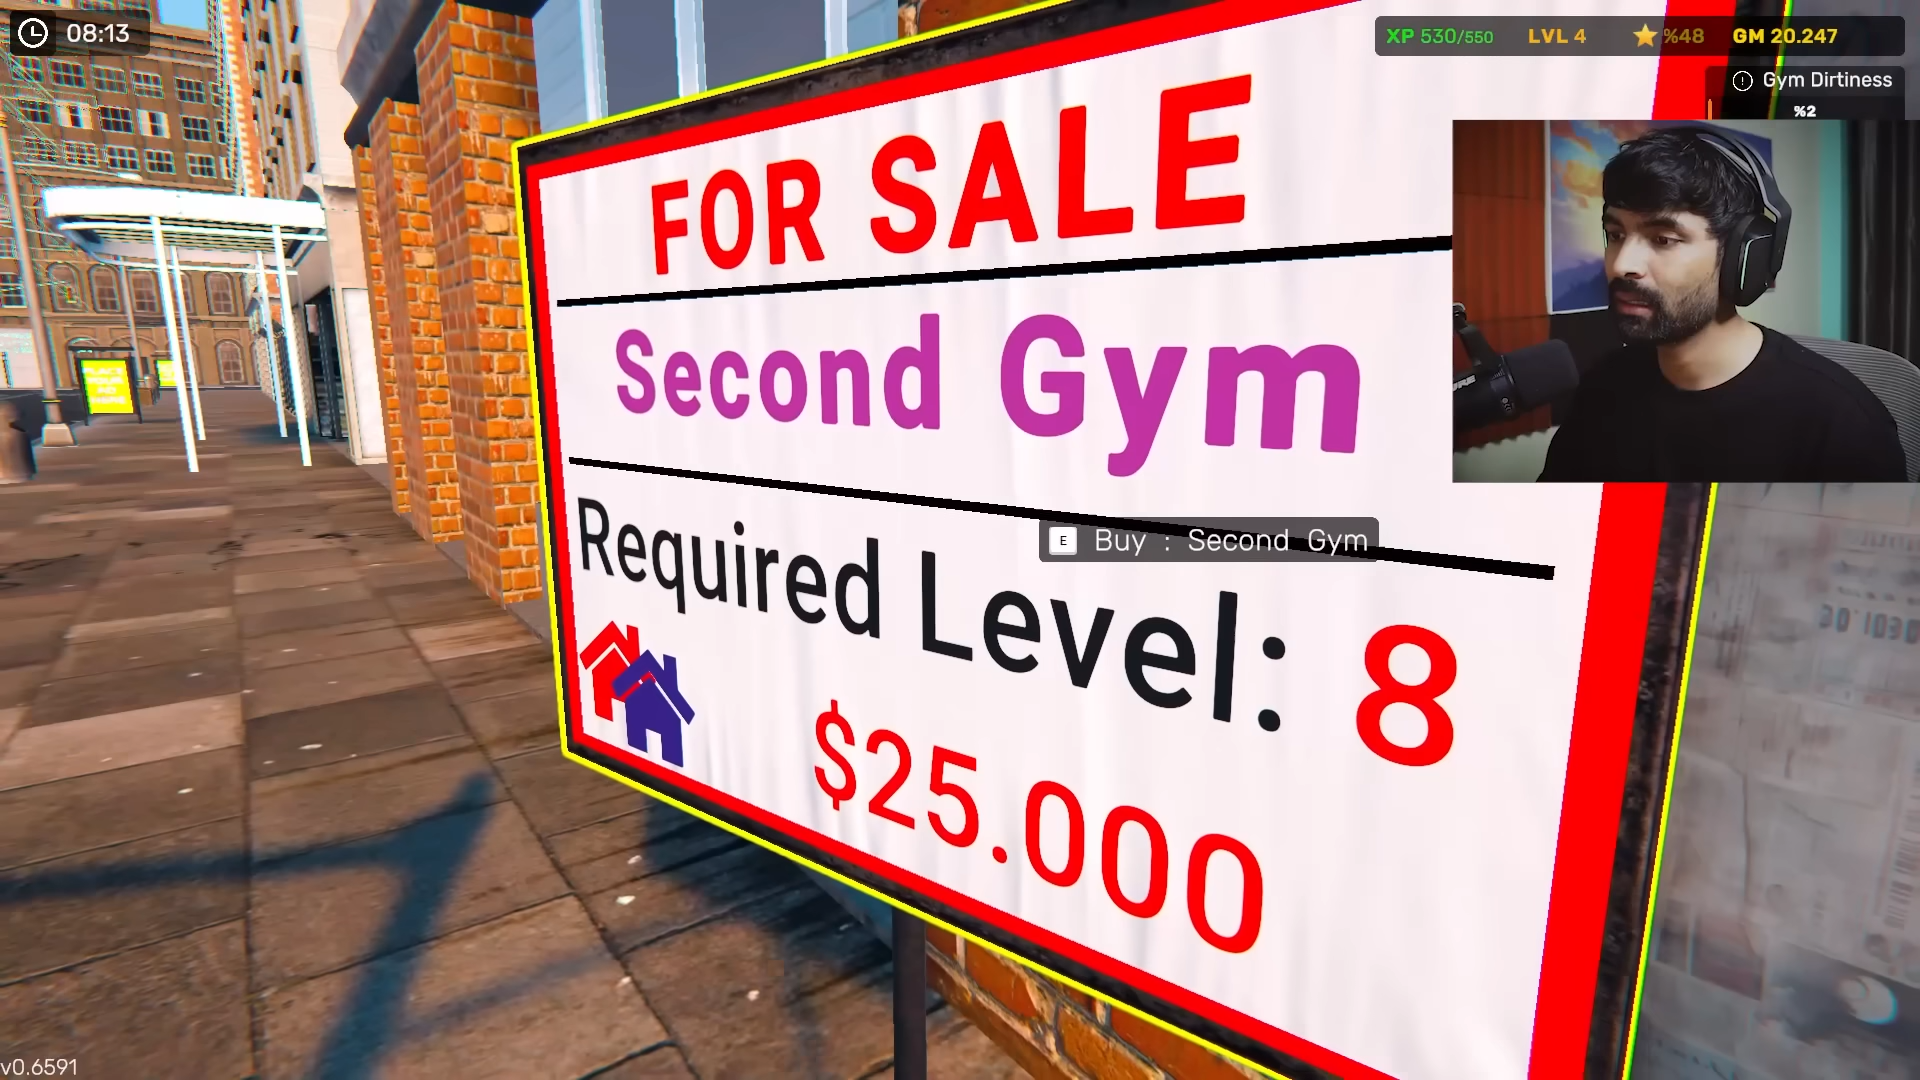 08:13
XP 530/550 LVL 4 %48 GM 20.247
Gym Dirtiness
%2
FOR SALE
Second Gym
E Buy : Second Gym
Required Level: 8
$25.000
v0.6591